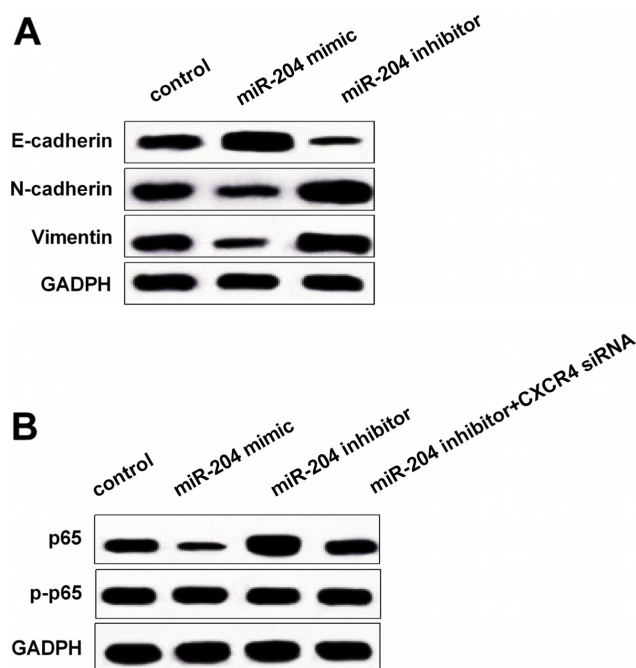 A
control
miR-204 mimic
miR-204 inhibitor
E-cadherin
N-cadherin
Vimentin
GADPH
B
control
miR-204 mimic
miR-204 inhibitor
miR-204 inhibitor+CXCR4 siRNA
p65
p-p65
GADPH